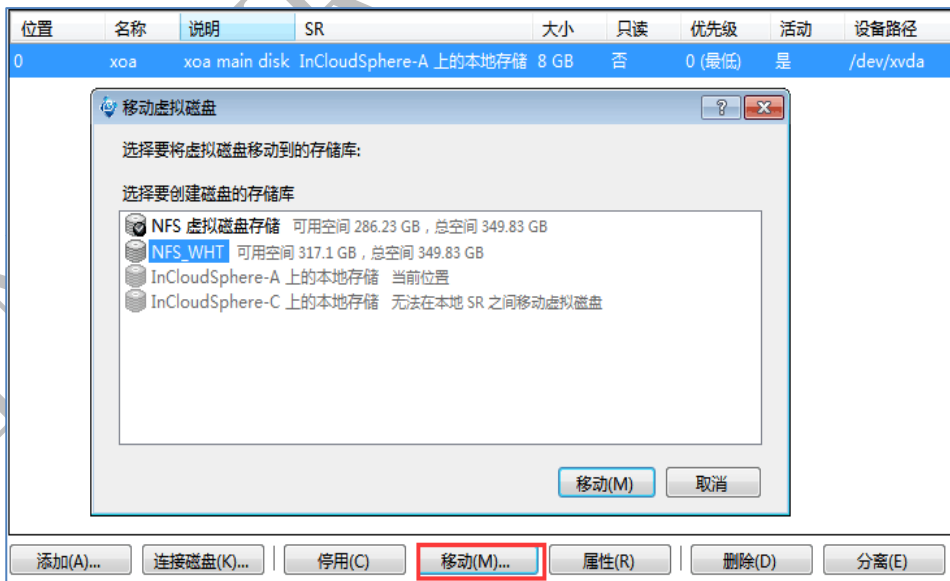 位置 名称 说明 SR 大小 只读 优先级 活动 设备路径
0 xoa xoa main disk InCloudSphere-A 上的本地存储 8 GB 否 0 (最低) 是 /dev/xvda
移动虚拟磁盘 ?
选择要将虚拟磁盘移动到的存储库:
选择要创建磁盘的存储库
NFS 虚拟磁盘存储 可用空间 286.23 GB，总空间 349.83 GB
NFS_WHT 可用空间 317.1 GB，总空间 349.83 GB
InCloudSphere-A 上的本地存储 当前位置
InCloudSphere-C 上的本地存储 无法在本地 SR 之间移动虚拟磁盘
移动(M) 取消
添加(A)... 连接磁盘(K)... 停用(C) 移动(M)... 属性(R) 删除(D) 分离(E)